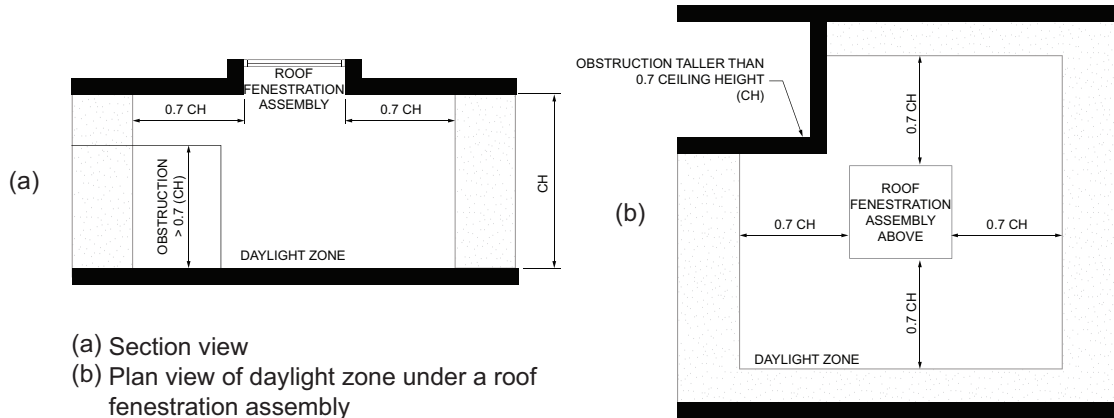 (a)
ROOF
FENESTRATION
ASSEMBLY
0.7 CH
0.7 CH
OBSTRUCTION
> 0.7 (CH)
CH
DAYLIGHT ZONE
(a) Section view
(b) Plan view of daylight zone under a roof
fenestration assembly
(b)
OBSTRUCTION TALLER THAN
0.7 CEILING HEIGHT
(CH)
0.7 CH
ROOF
FENESTRATION
ASSEMBLY
ABOVE
0.7 CH
0.7 CH
0.7 CH
DAYLIGHT ZONE